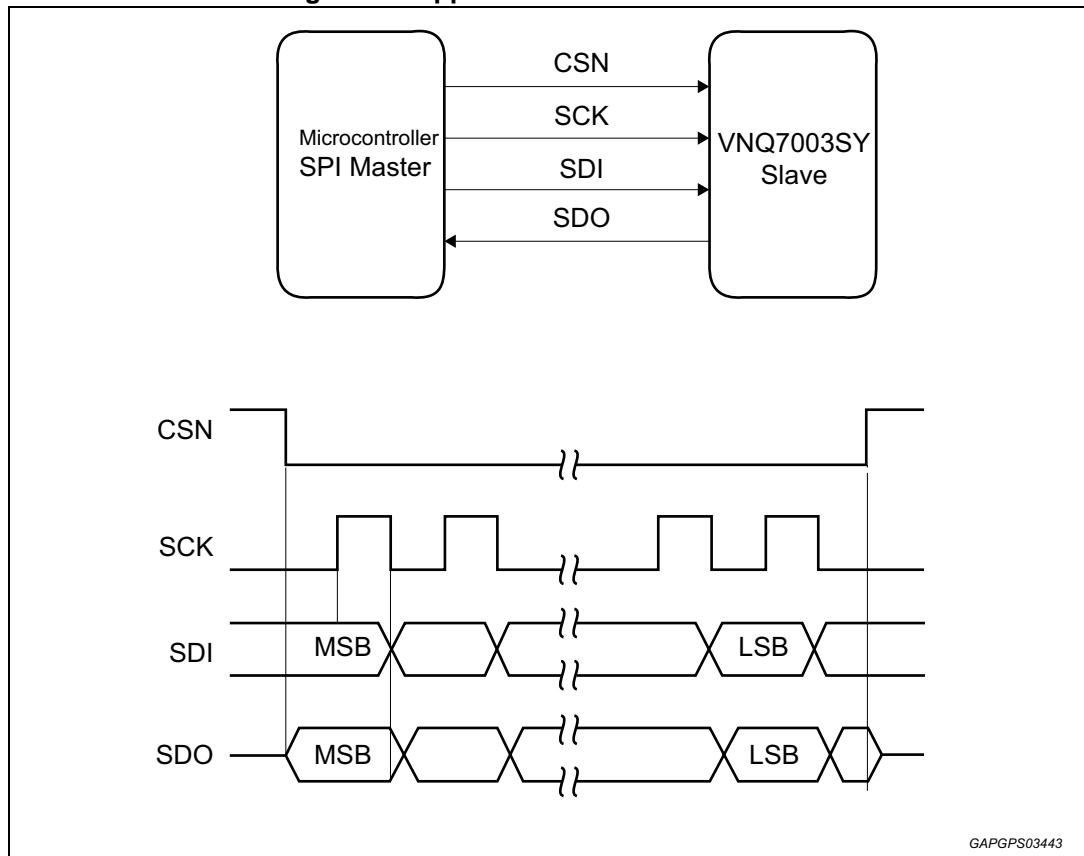 CSN
SCK
Microcontroller
SPI Master
VNQ7003SY
Slave
SDI
SDO
CSN
SCK
SDI
MSB
LSB
SDO
MSB
LSB
GAPGPS03443